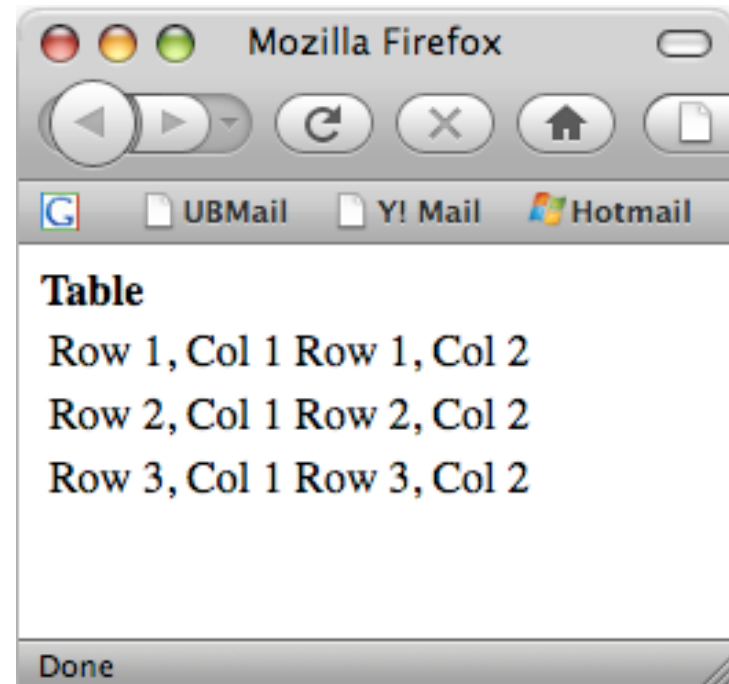 Mozilla Firefox
G UBMail Y! Mail Hotmail
Table
Row 1, Col 1 Row 1, Col 2
Row 2, Col 1 Row 2, Col 2
Row 3, Col 1 Row 3, Col 2
Done